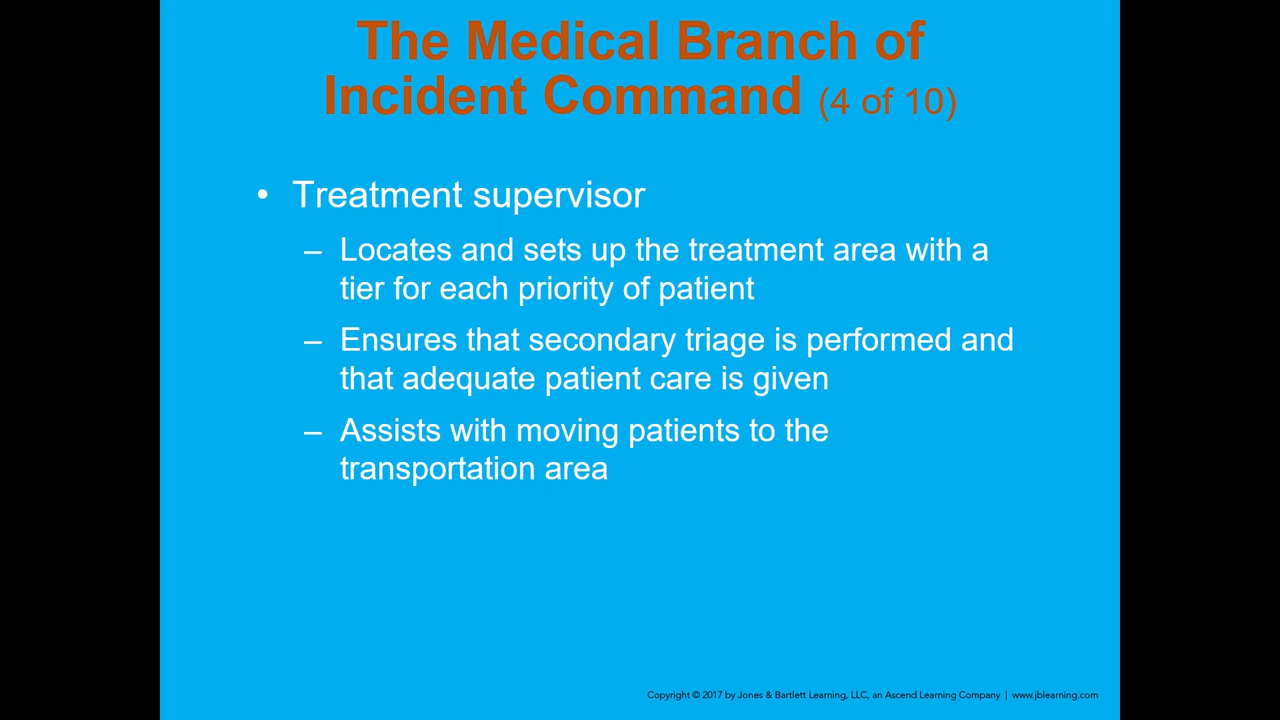 The Medical Branch of
Incident Command (4 of 10)
• Treatment supervisor
– Locates and sets up the treatment area with a
tier for each priority of patient
– Ensures that secondary triage is performed and
that adequate patient care is given
– Assists with moving patients to the
transportation area
Copyright © 2017 by Jones & Bartlett Learning, LLC, an Ascend Learning Company | www.jblearning.com